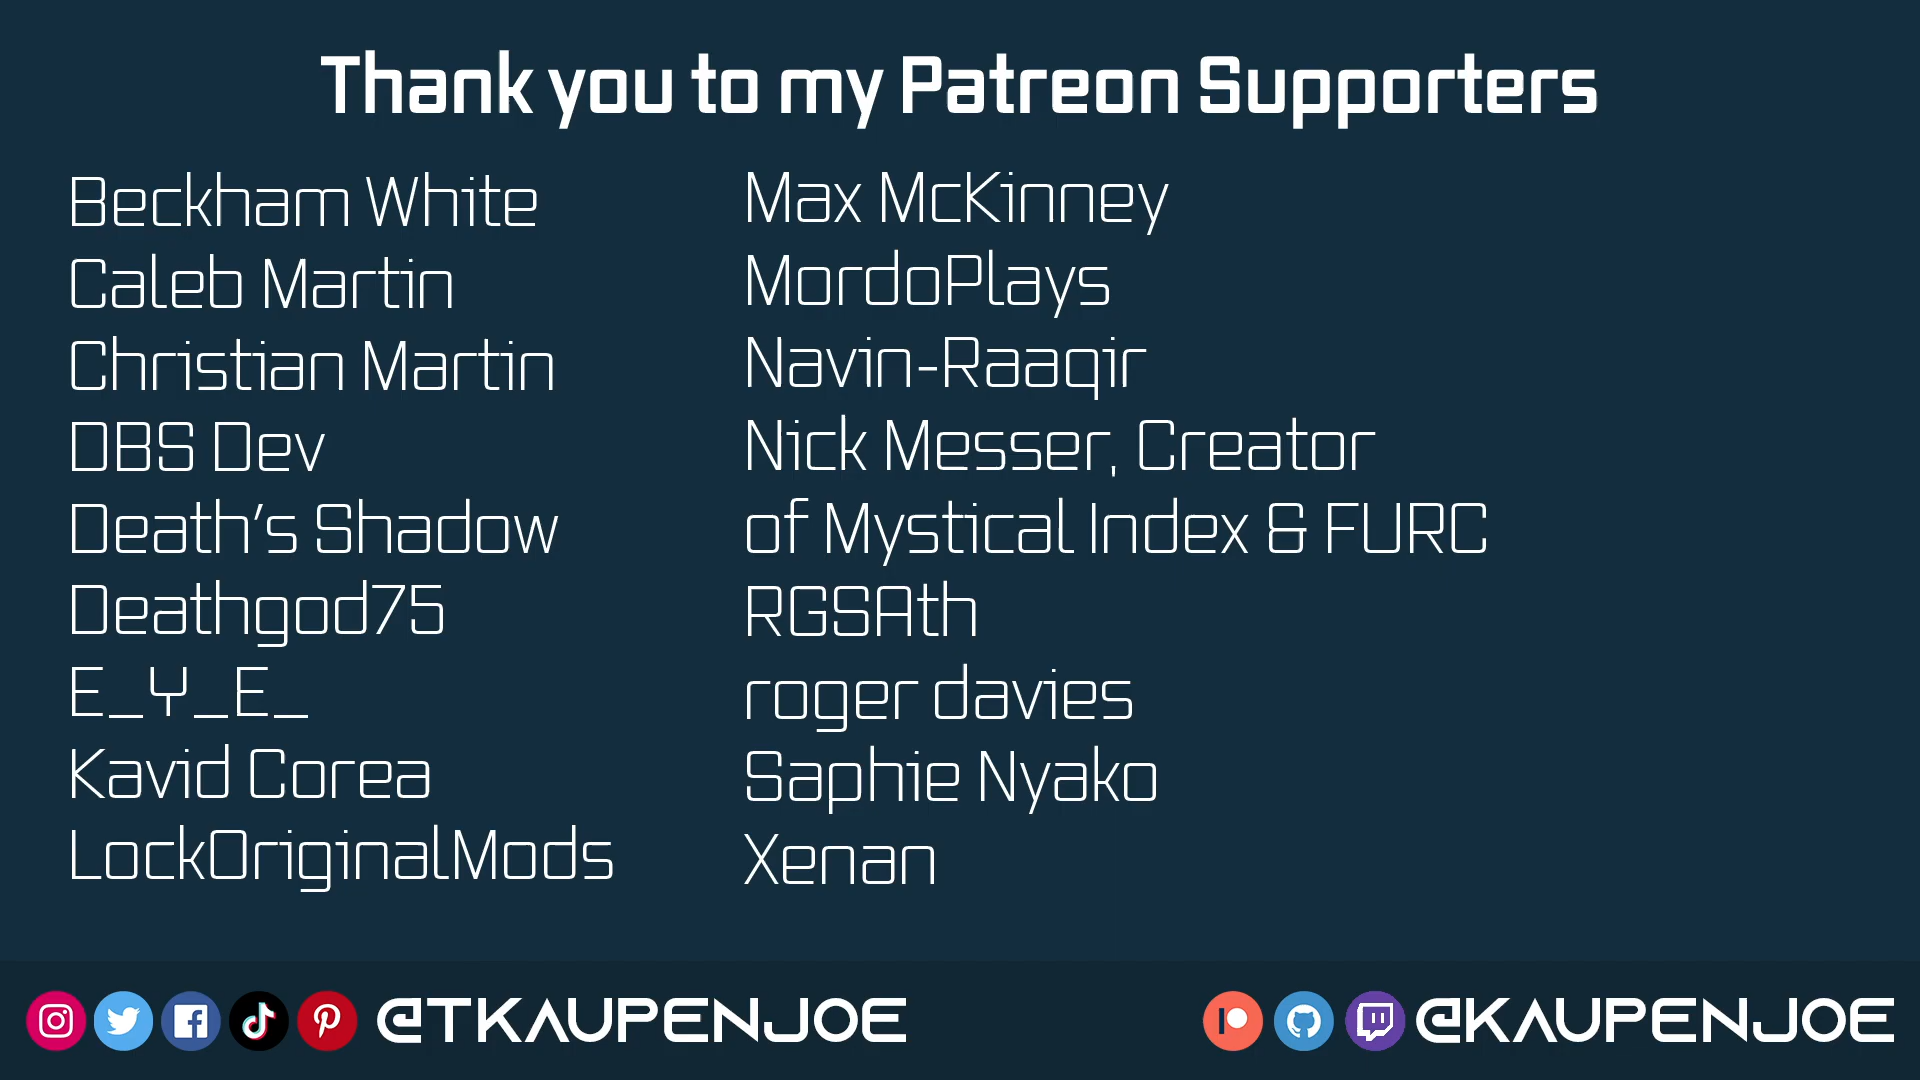 Thank you to my Patreon Supporters
Beckham White
Caleb Martin
Christian Martin
DBS Dev
Death's Shadow
Deathgod75
E_Y_E_
Kavid Corea
LockOriginalMods
Max McKinney
MordoPlays
Navin-Raaqir
Nick Messer, Creator
of Mystical Index & FURC
RGSAth
roger davies
Saphie Nyako
Xenan
@TKAUPENJOE
@KAUPENJOE